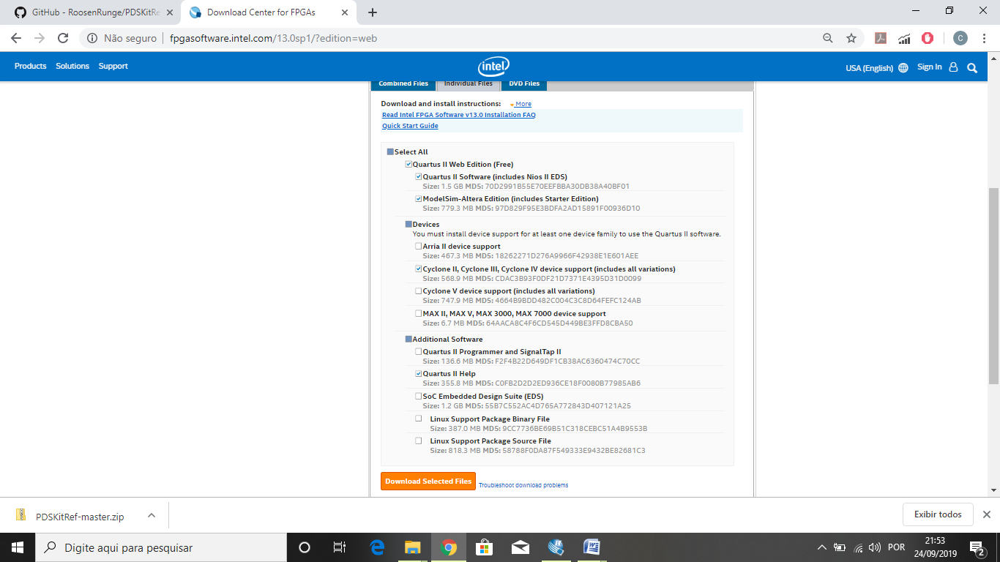 GitHub - RoosenRunge/PDSKitRe
Download Center for FPGAs
Não seguro
fpgasoftware.intel.com/13.0sp1/?edition=web
C
Products
Solutions
Support
intel
USA (English)
Sign In
Combined Files
Individual Files
DVD Files
Download and install instructions:
More
Read Intel FPGA Software v13.0 Installation FAQ
Quick Start Guide
Select All
Quartus II Web Edition (Free)
Quartus II Software (includes Nios II EDS)
Size: 1.5 GB MD5: 70D2991B55E70EEFBBA30DB38A40BF01
ModelSim-Altera Edition (includes Starter Edition)
Size: 779.3 MB MD5: 97D829F95E3BDFA2AD15891F00936D10
Devices
You must install device support for at least one device family to use the Quartus II software.
Arria II device support
Size: 467.3 MB MD5: 18262271D276A9966F42938E1E601AEE
Cyclone II, Cyclone III, Cyclone IV device support (includes all variations)
Size: 568.9 MB MD5: CDAC3B93F0DF21D7371E4395D31D0099
Cyclone V device support (includes all variations)
Size: 747.9 MB MD5: 4664B9BDD482C004C3C8D64FEFC124AB
MAX II, MAX V, MAX 3000, MAX 7000 device support
Size: 6.7 MB MD5: 64AACA8C4F6CD545D449BE3FFD8CBA50
Additional Software
Quartus II Programmer and SignalTap II
Size: 136.6 MB MD5: F2F4B22D649DF1CB38AC6360474C70CC
Quartus II Help
Size: 355.8 MB MD5: C0FB2D2D2ED936CE18F0080B77985AB6
SoC Embedded Design Suite (EDS)
Size: 1.2 GB MD5: 55B7C552AC4D765A772843D407121A25
Linux Support Package Binary File
Size: 387.0 MB MD5: 9CC7736BE69B51C318CEBC51A4B9553B
Linux Support Package Source File
Size: 818.3 MB MD5: 58788F0DA87F549333E9432BE82681C3
Download Selected Files
Troubleshoot download problems
PDSKitRef-master.zip
Exibir todos
Digite aqui para pesquisar
POR
21:53
24/09/2019
2